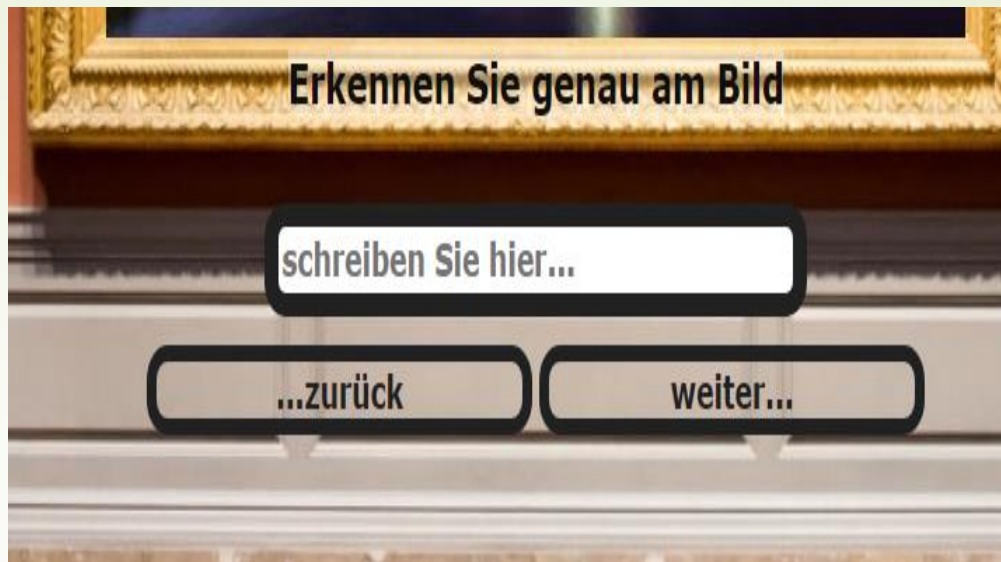 Erkennen Sie genau am Bild
schreiben Sie hier...
...zurück
weiter...